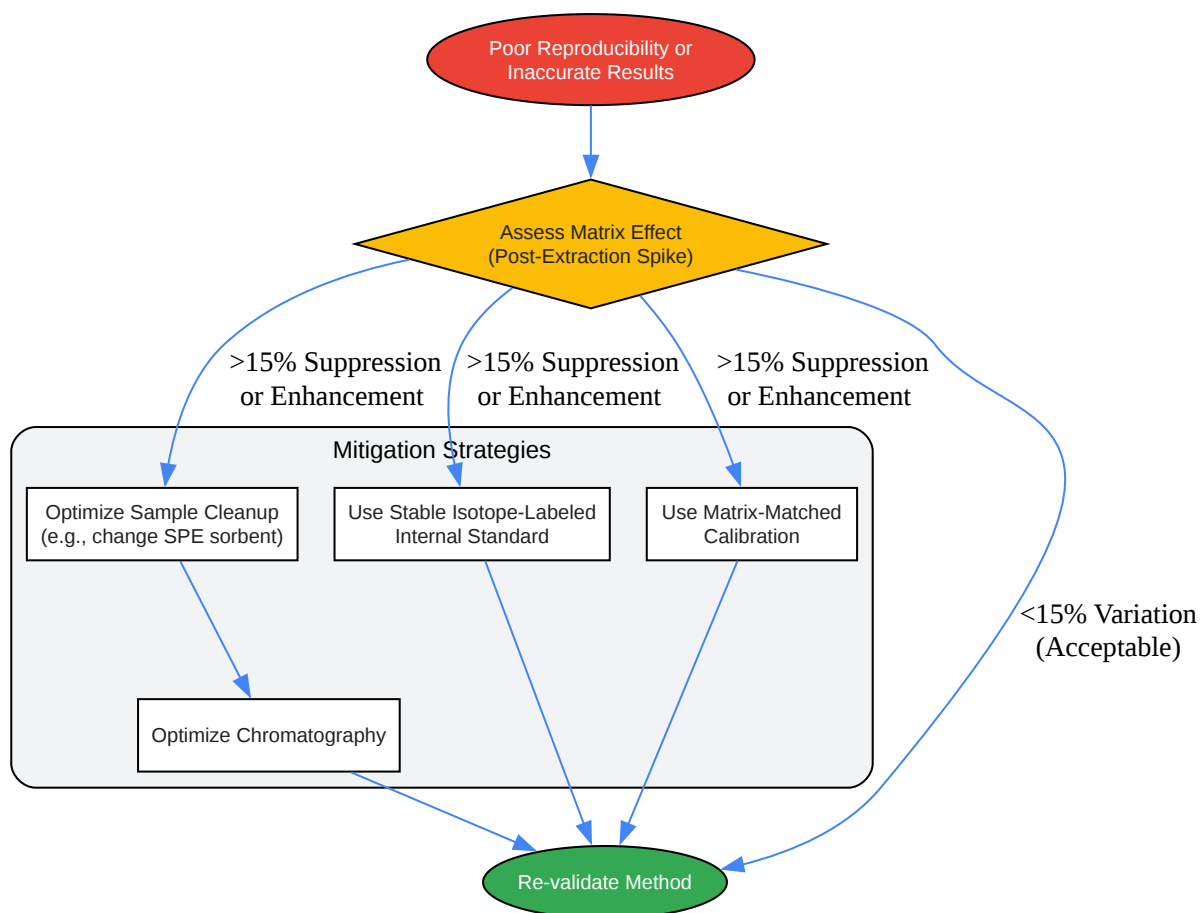 Poor Reproducibility or
Inaccurate Results
Assess Matrix Effect
(Post-Extraction Spike)
>15% Suppression
or Enhancement
>15% Suppression
or Enhancement
>15% Suppression
or Enhancement
Mitigation Strategies
Optimize Sample Cleanup
(e.g., change SPE sorbent)
Use Stable Isotope-Labeled
Internal Standard
Use Matrix-Matched
Calibration
<15% Variation
(Acceptable)
Optimize Chromatography
Re-validate Method